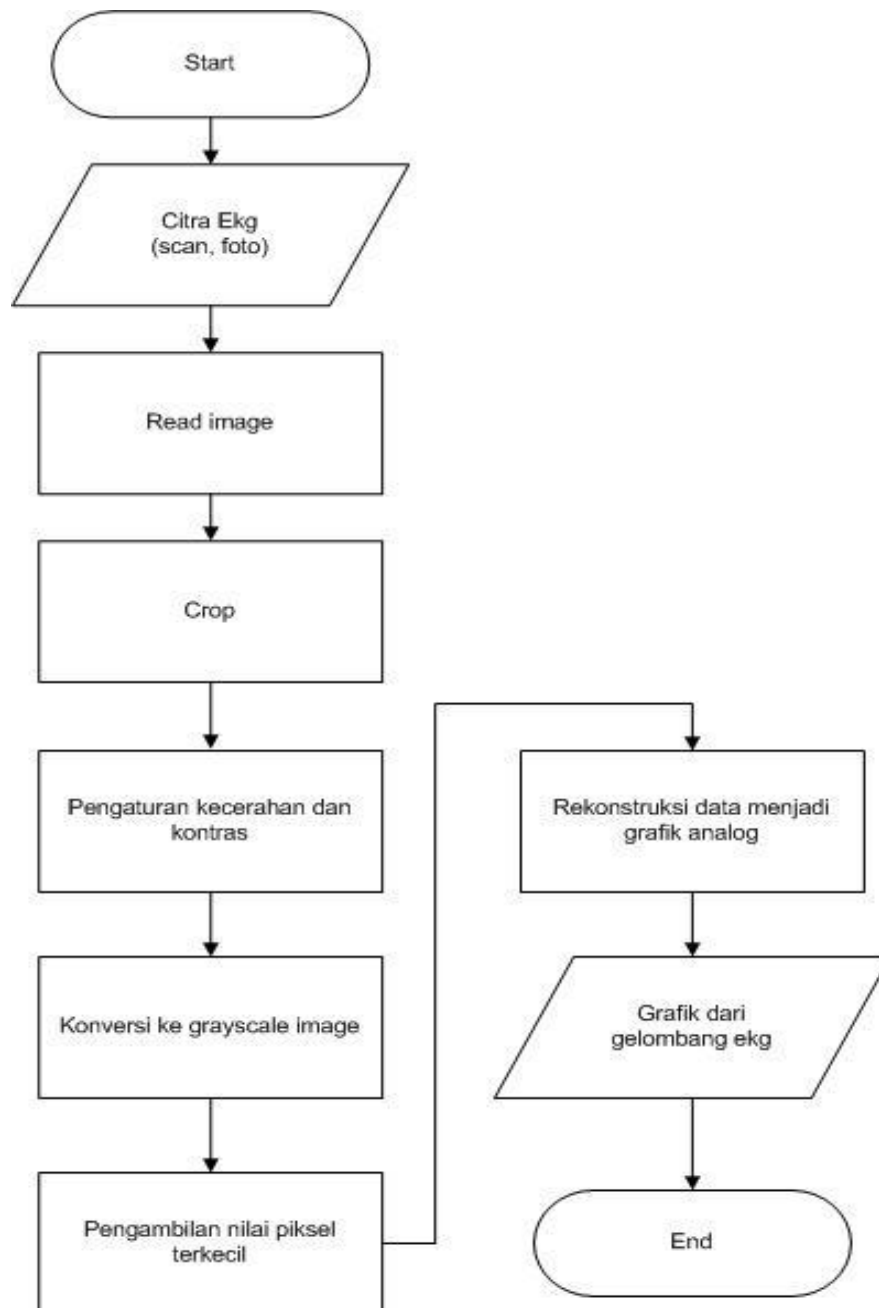 Start
Citra Ekg
(scan, foto)
Read image
Crop
Pengaturan kecerahan dan
kontras
Konversi ke grayscale image
Pengambilan nilai piksel
terkecil
Rekonstruksi data menjadi
grafik analog
Grafik dari
gelombang ekg
End